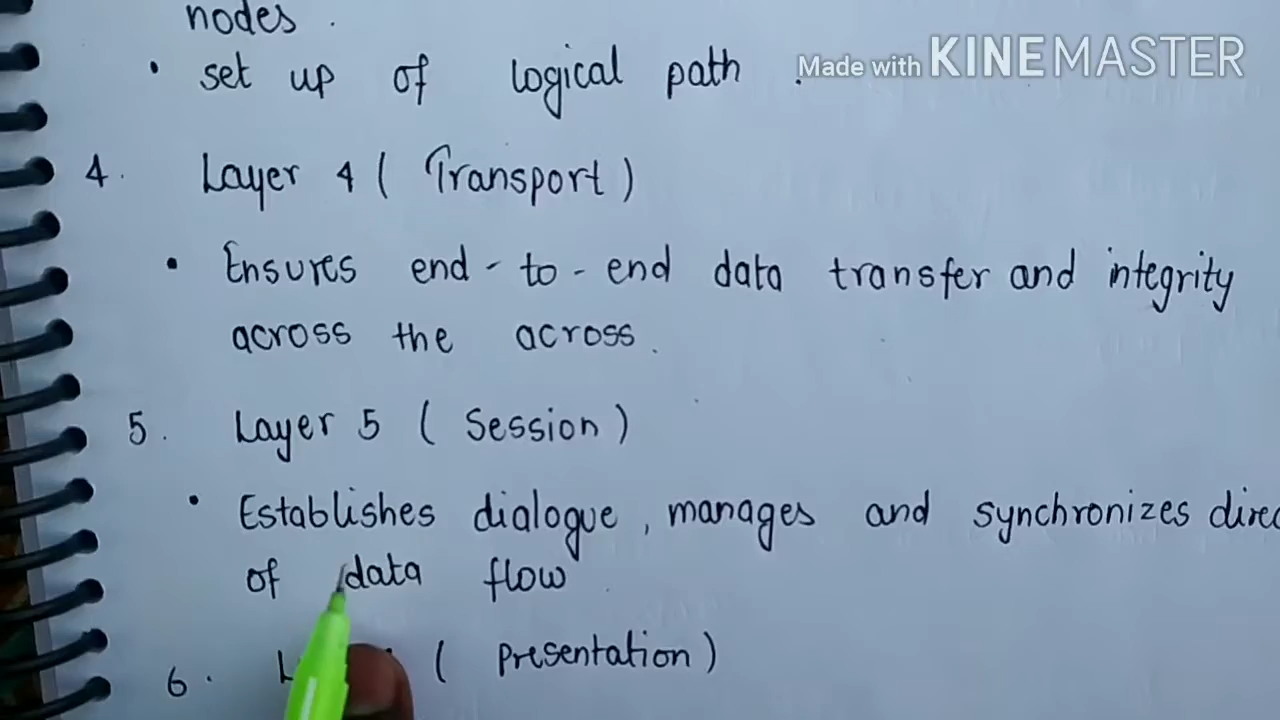 nodes.
• set up of logical path.
Made with KINEMASTER
4. Layer 4 ( Transport )
• Ensures end-to-end data transfer and integrity
across the across.
5. Layer 5 ( Session )
• Establishes dialogue, manages and synchronizes direc
of data flow
6. ( presentation )